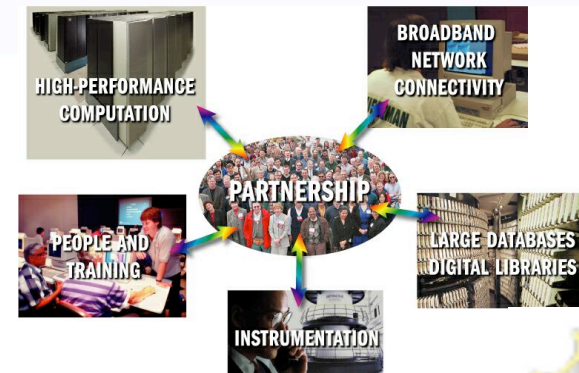 HIGH-PERFORMANCE
COMPUTATION
BROADBAND
NETWORK
CONNECTIVITY
PARTNERSHIP
PEOPLE AND
TRAINING
LARGE DATABASES
DIGITAL LIBRARIES
INSTRUMENTATION